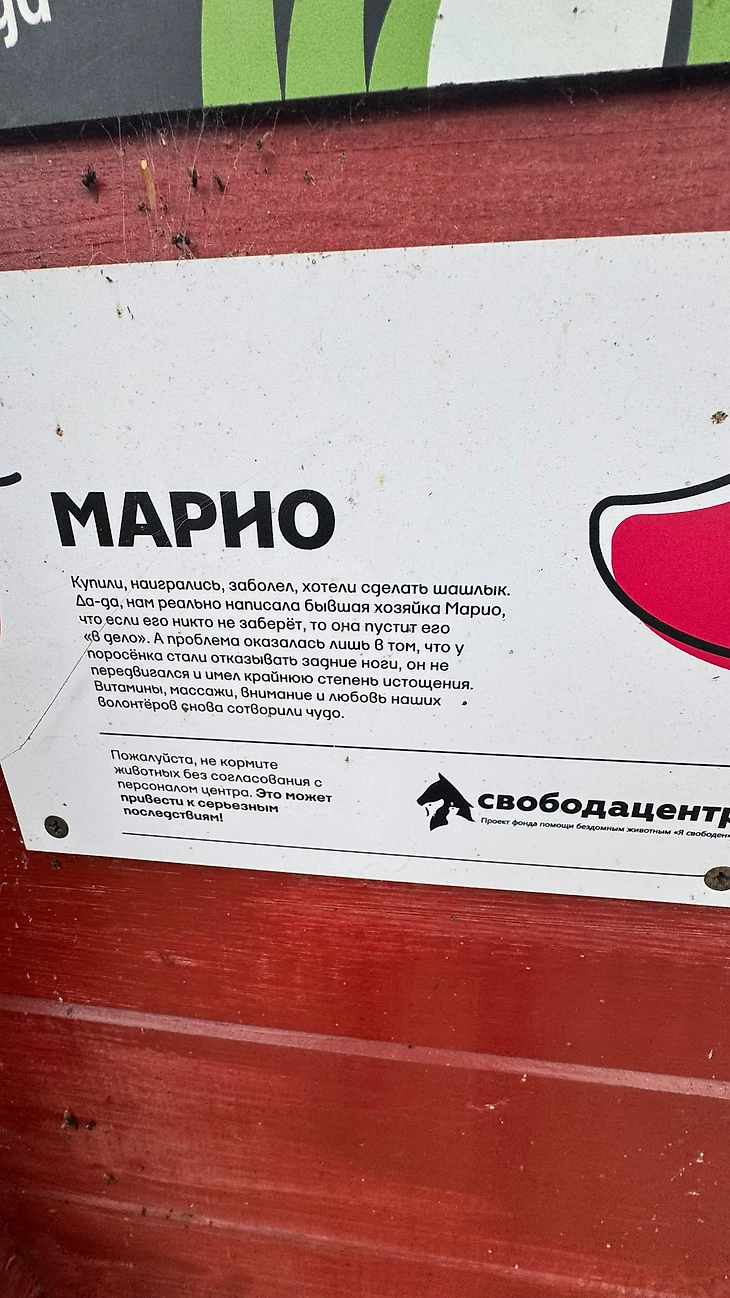 МАРИО
Купили, наигрались, заболел, хотели сделать шашлык.
Да-да, нам реально написала бывшая хозяйка Марио,
что если его никто не заберёт, то она пустит его
«в дело». А проблема оказалась лишь в том, что у
поросёнка стали отказывать задние ноги, он не
передвигался и имел крайнюю степень истощения.
Витамины, массажи, внимание и любовь наших
волонтёров снова сотворили чудо.
Пожалуйста, не кормите
животных без согласования с
персоналом центра. Это может
привести к серьезным
последствиям!
свободацентр
Проект фонда помощи бездомным животным «Я свободен»